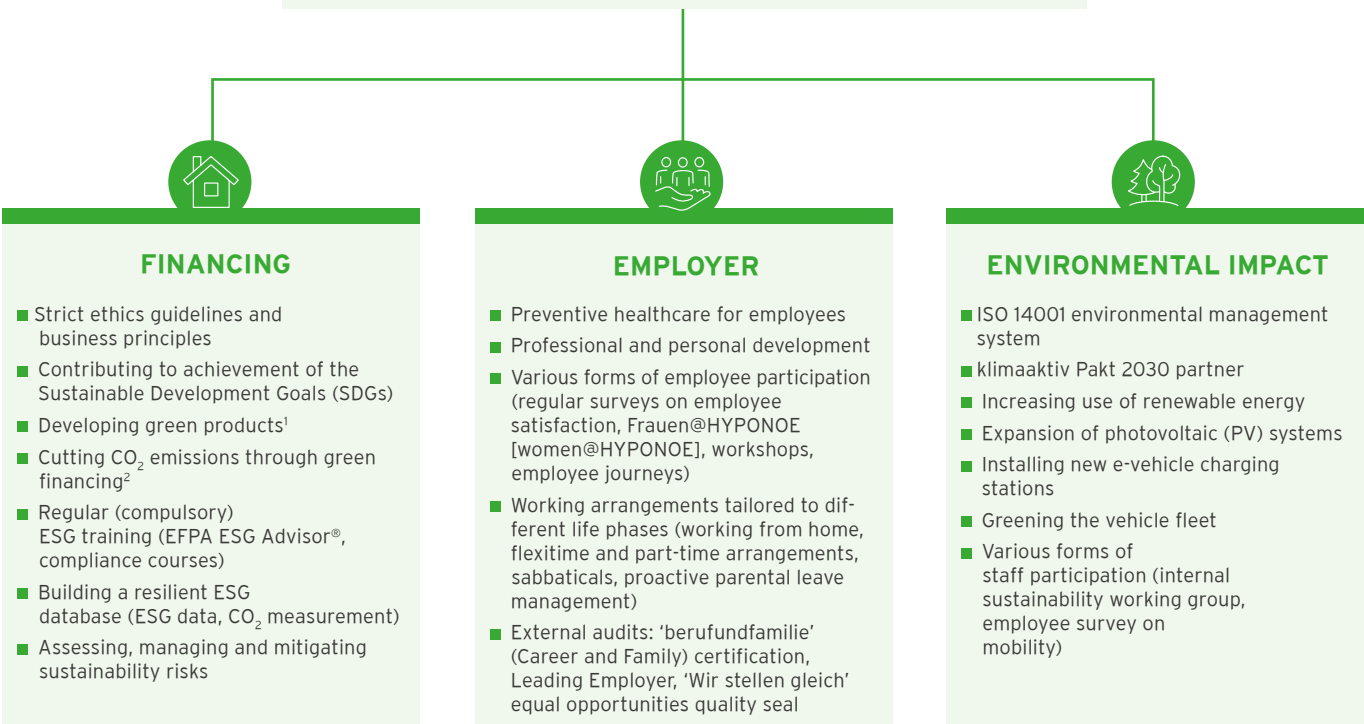 FINANCING
■ Strict ethics guidelines and
business principles
■ Contributing to achievement of the
Sustainable Development Goals (SDGs)
■ Developing green products¹
■ Cutting CO₂ emissions through green
financing²
■ Regular (compulsory)
ESG training (EFPA ESG Advisor®,
compliance courses)
■ Building a resilient ESG
database (ESG data, CO₂ measurement)
■ Assessing, managing and mitigating
sustainability risks
EMPLOYER
■ Preventive healthcare for employees
■ Professional and personal development
■ Various forms of employee participation
(regular surveys on employee
satisfaction, Frauen@HYPONOE
[women@HYPONOE], workshops,
employee journeys)
■ Working arrangements tailored to dif-
ferent life phases (working from home,
flexitime and part-time arrangements,
sabbaticals, proactive parental leave
management)
■ External audits: ‘berufundfamilie’
(Career and Family) certification,
Leading Employer, ‘Wir stellen gleich’
equal opportunities quality seal
ENVIRONMENTAL IMPACT
■ ISO 14001 environmental management
system
■ klimaaktiv Pakt 2030 partner
■ Increasing use of renewable energy
■ Expansion of photovoltaic (PV) systems
■ Installing new e-vehicle charging
stations
■ Greening the vehicle fleet
■ Various forms of
staff participation (internal
sustainability working group,
employee survey on
mobility)